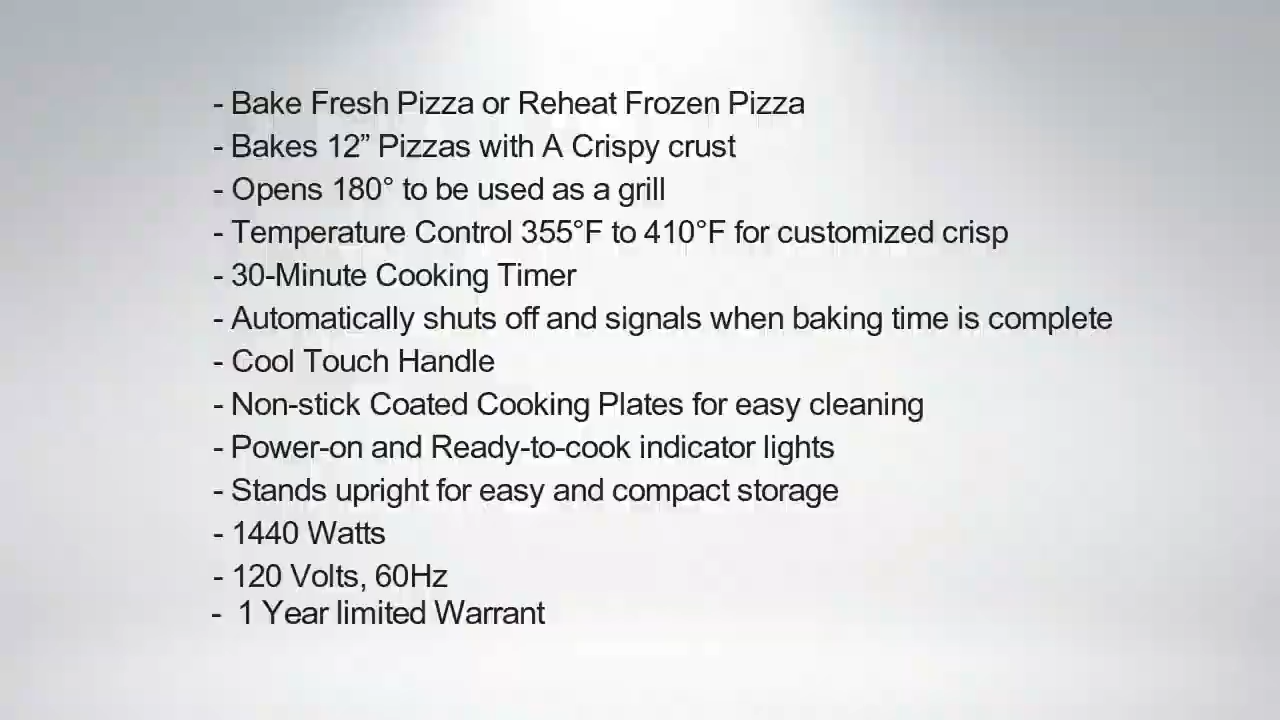 - Bake Fresh Pizza or Reheat Frozen Pizza
- Bakes 12” Pizzas with A Crispy crust
- Opens 180° to be used as a grill
- Temperature Control 355°F to 410°F for customized crisp
- 30-Minute Cooking Timer
- Automatically shuts off and signals when baking time is complete
- Cool Touch Handle
- Non-stick Coated Cooking Plates for easy cleaning
- Power-on and Ready-to-cook indicator lights
- Stands upright for easy and compact storage
- 1440 Watts
- 120 Volts, 60Hz
- 1 Year limited Warrant